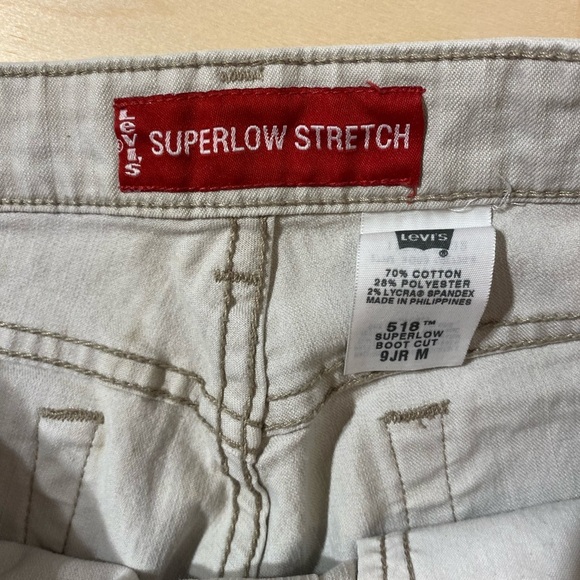 LEVI'S ® SUPERLOW STRETCH
LEVI'S ®
70% COTTON
28% POLYESTER
2% LYCRA® SPANDEX
MADE IN PHILIPPINES
518™
SUPERLOW
BOOT CUT
9JR M